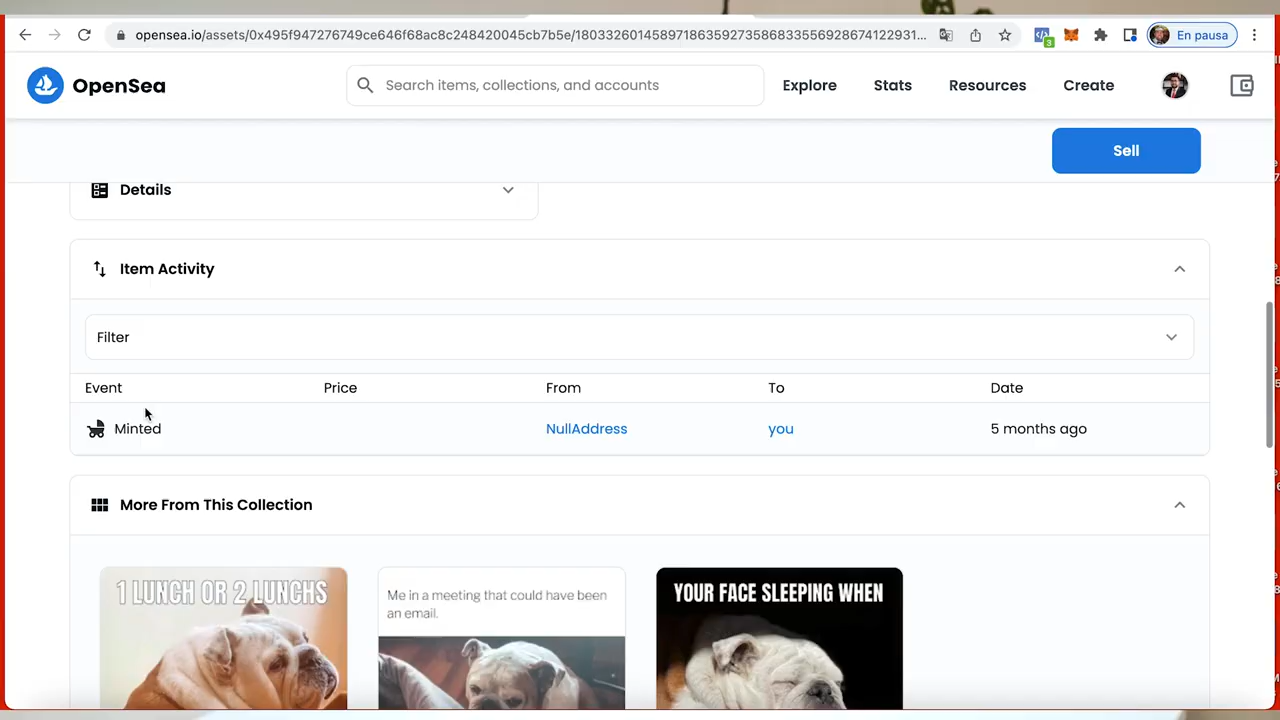 opensea.io/assets/0x495f947276749ce646f68ac8c248420045cb7b5e/18033260145897186359273586833556928674122931...
3
En pausa
OpenSea
Search items, collections, and accounts
Explore
Stats
Resources
Create
Sell
Details
Item Activity
Filter
Event Price From To Date
Minted NullAddress you 5 months ago
More From This Collection
1 LUNCH OR 2 LUNCHS
Me in a meeting that could have been
an email.
YOUR FACE SLEEPING WHEN